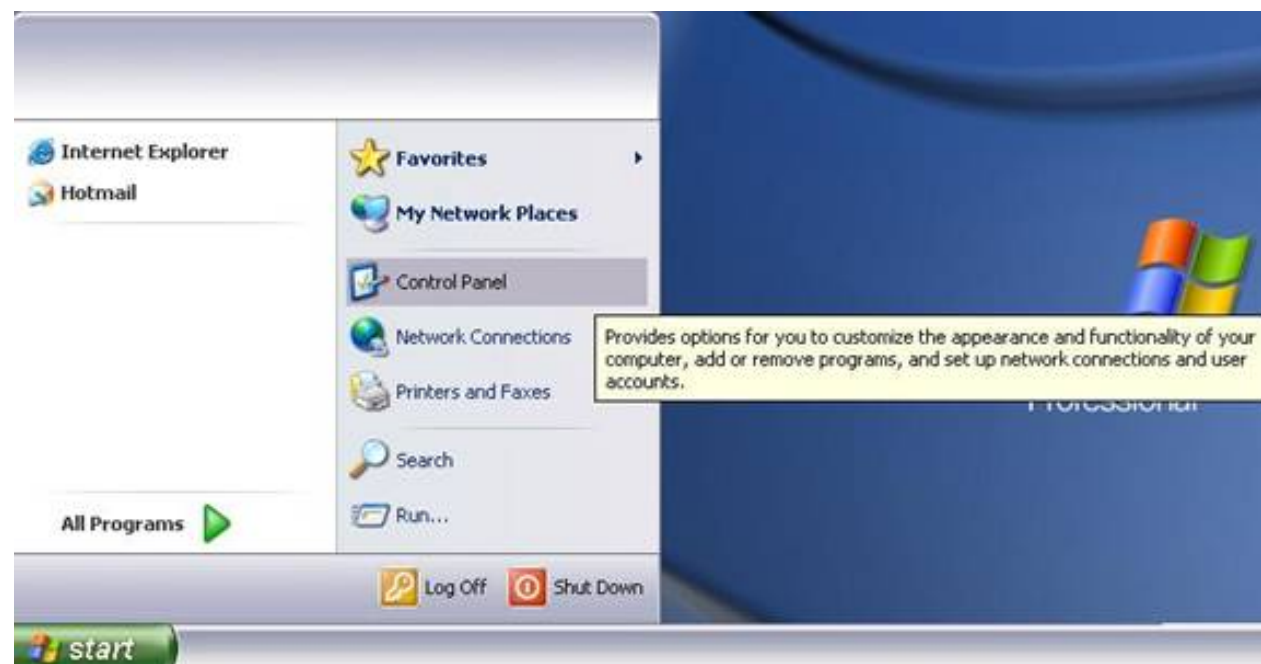 Internet Explorer
Hotmail
All Programs
Favorites
My Network Places
Control Panel
Network Connections
Printers and Faxes
Search
Run...
Provides options for you to customize the appearance and functionality of your
computer, add or remove programs, and set up network connections and user
accounts.
Professional
Log Off
Shut Down
start